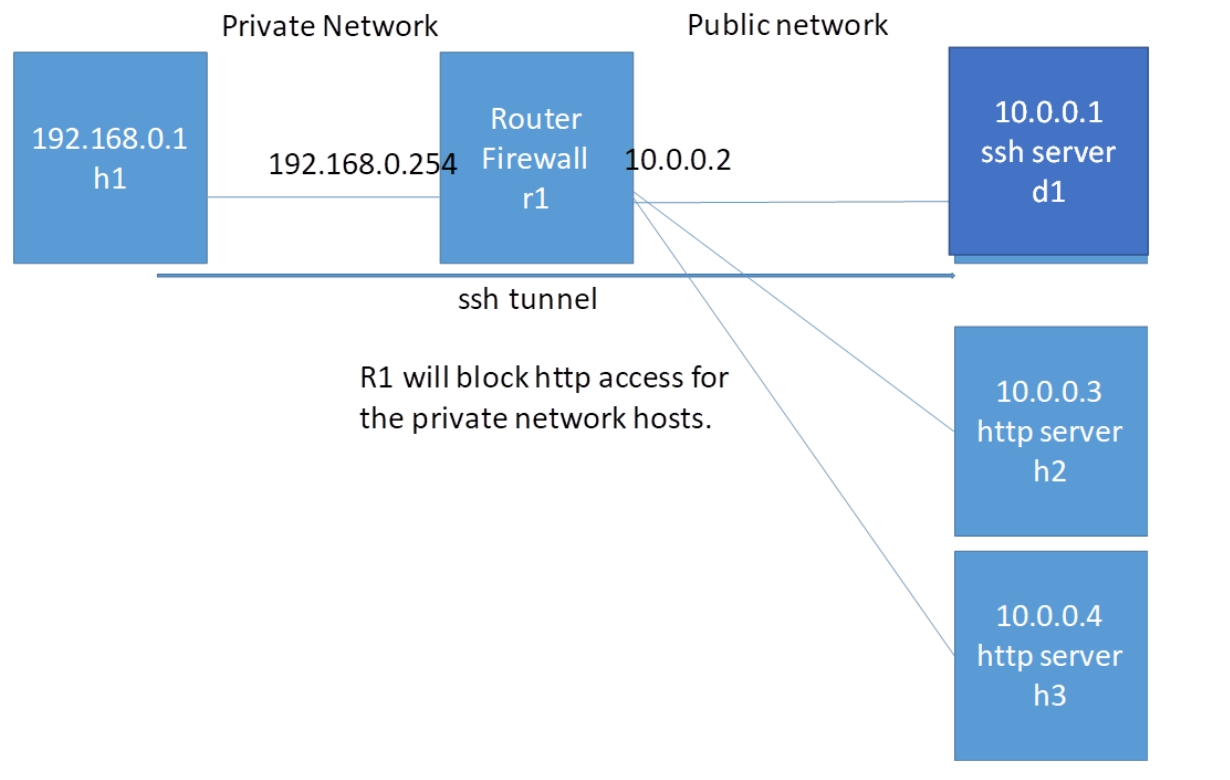 Private Network
Public network
192.168.0.1
h1
192.168.0.254
Router
Firewall
r1
10.0.0.2
10.0.0.1
ssh server
d1
ssh tunnel
R1 will block http access for
the private network hosts.
10.0.0.3
http server
h2
10.0.0.4
http server
h3